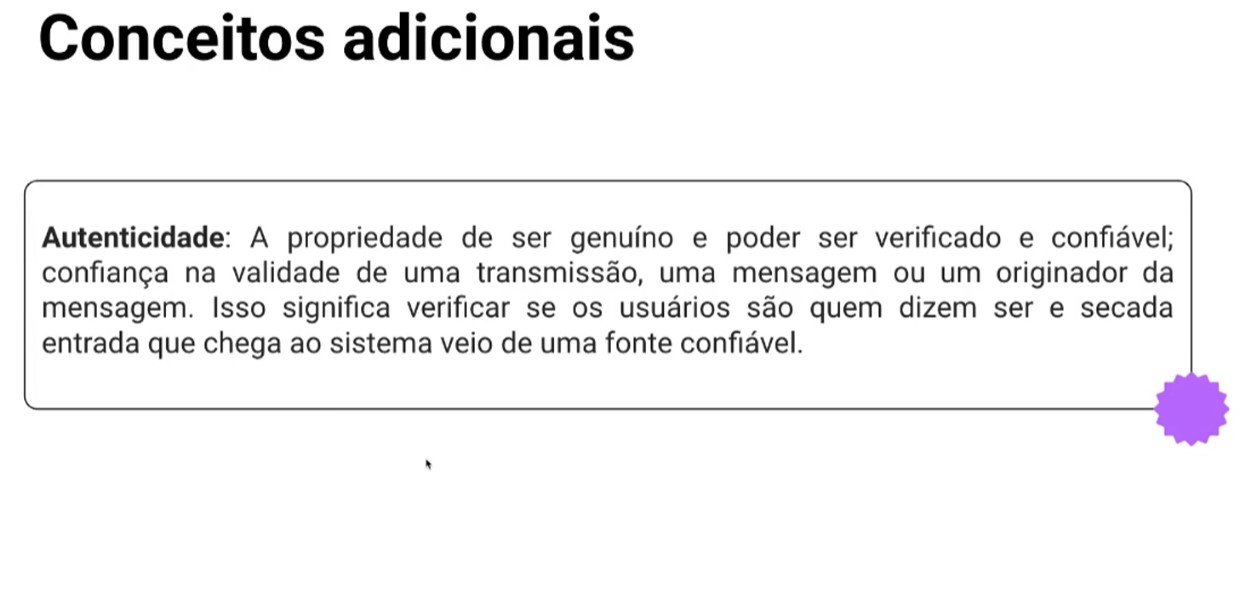 Conceitos adicionais
Autenticidade: A propriedade de ser genuíno e poder ser verificado e confiável;
confiança na validade de uma transmissão, uma mensagem ou um originador da
mensagem. Isso significa verificar se os usuários são quem dizem ser e secada
entrada que chega ao sistema veio de uma fonte confiável.